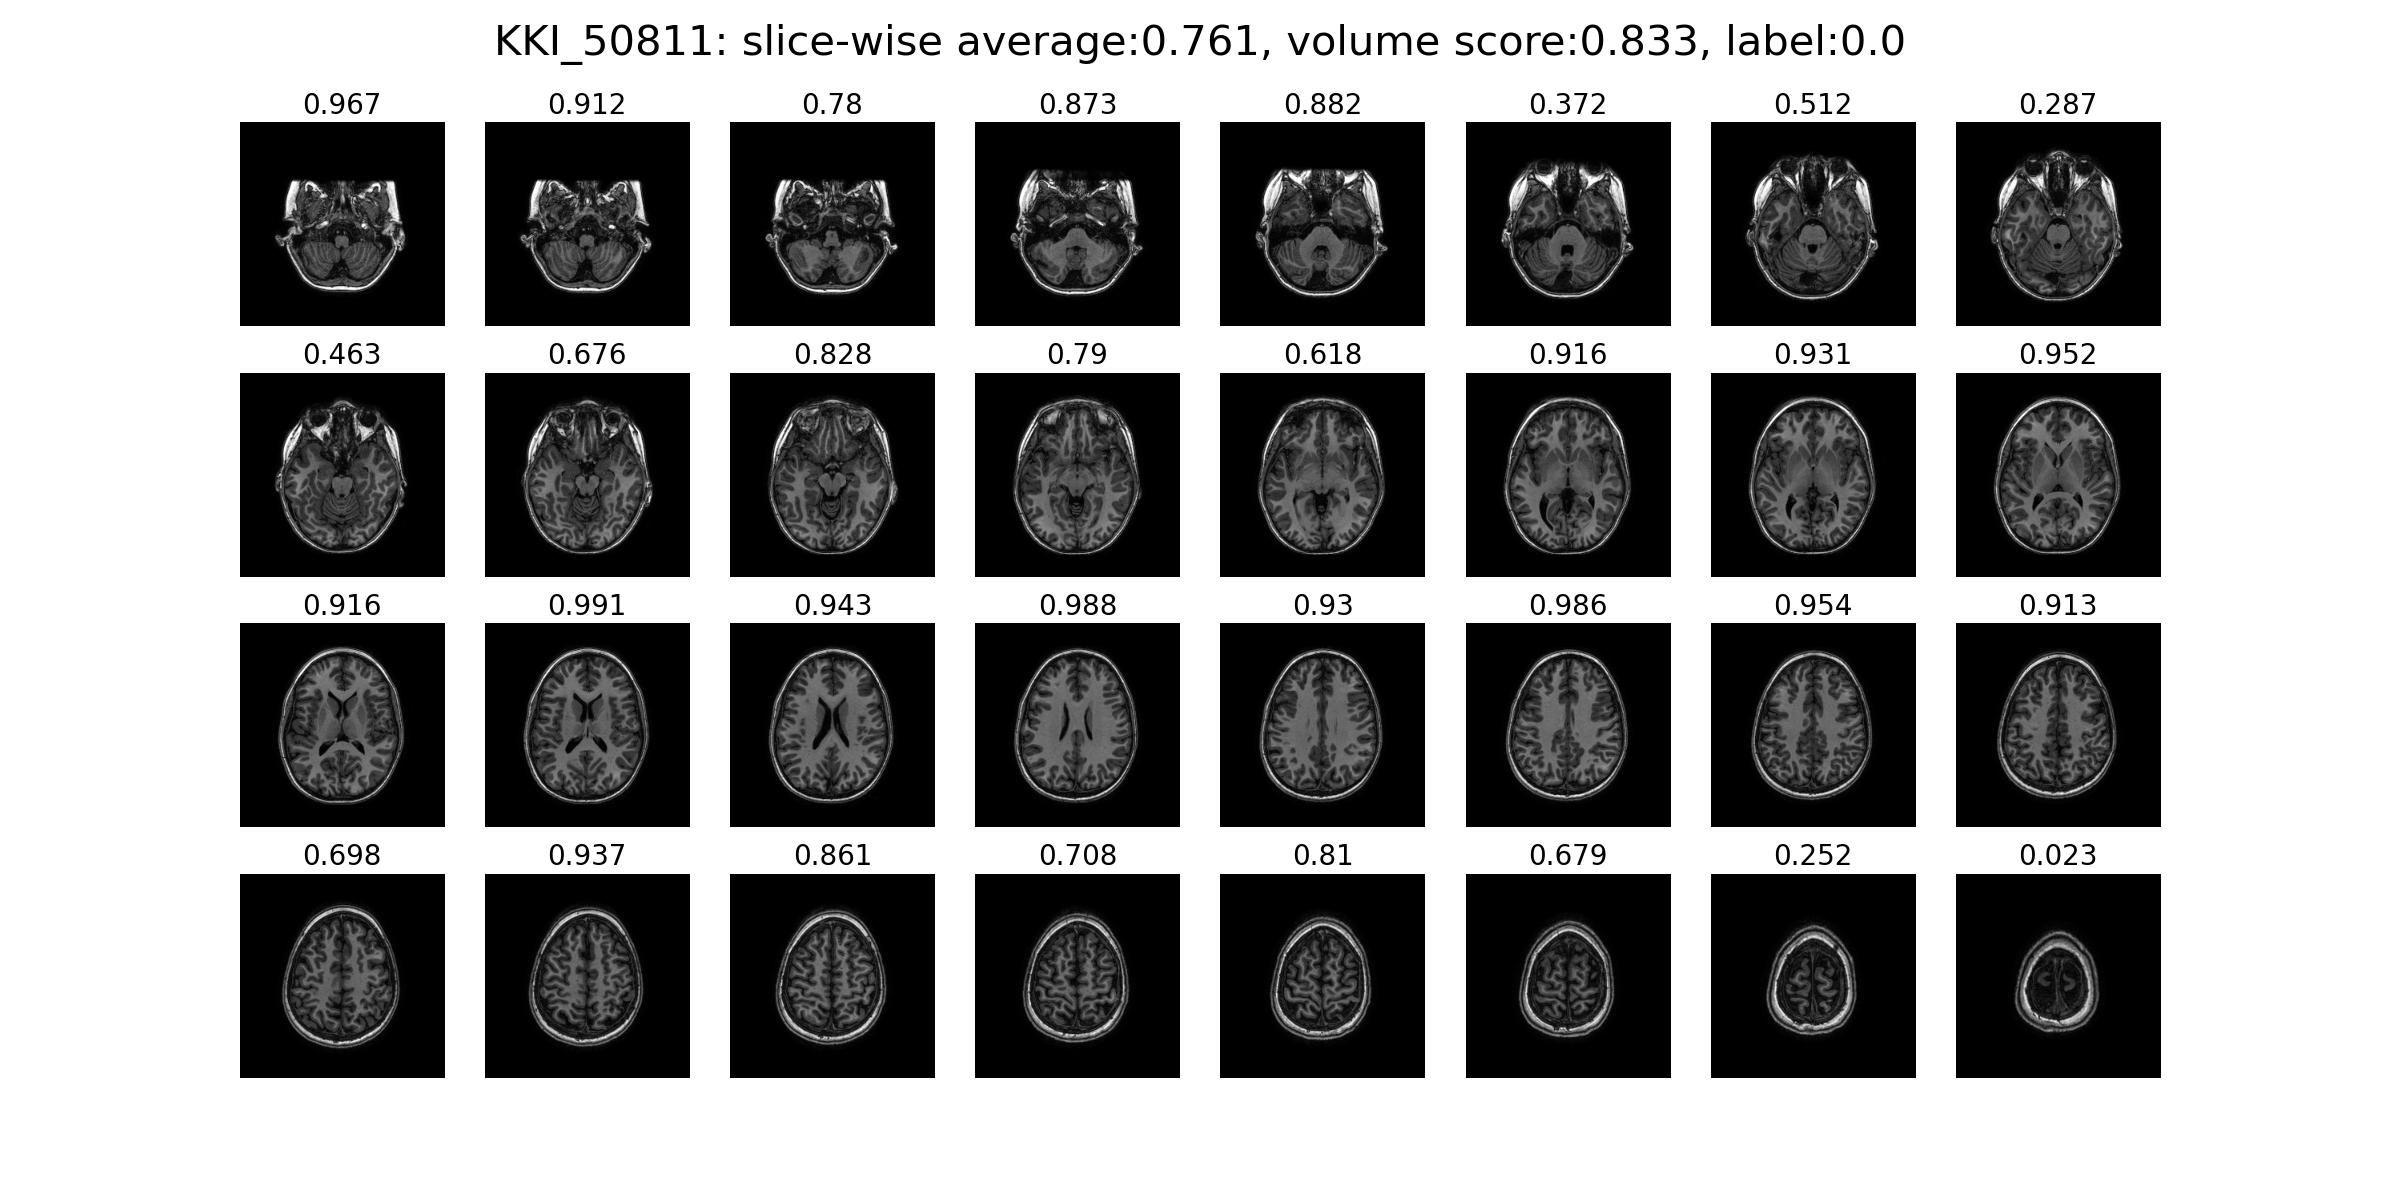 KKI_50811: slice-wise average:0.761, volume score:0.833, label:0.0
0.967 0.912 0.78 0.873 0.882 0.372 0.512 0.287
0.463 0.676 0.828 0.79 0.618 0.916 0.931 0.952
0.916 0.991 0.943 0.988 0.93 0.986 0.954 0.913
0.698 0.937 0.861 0.708 0.81 0.679 0.252 0.023